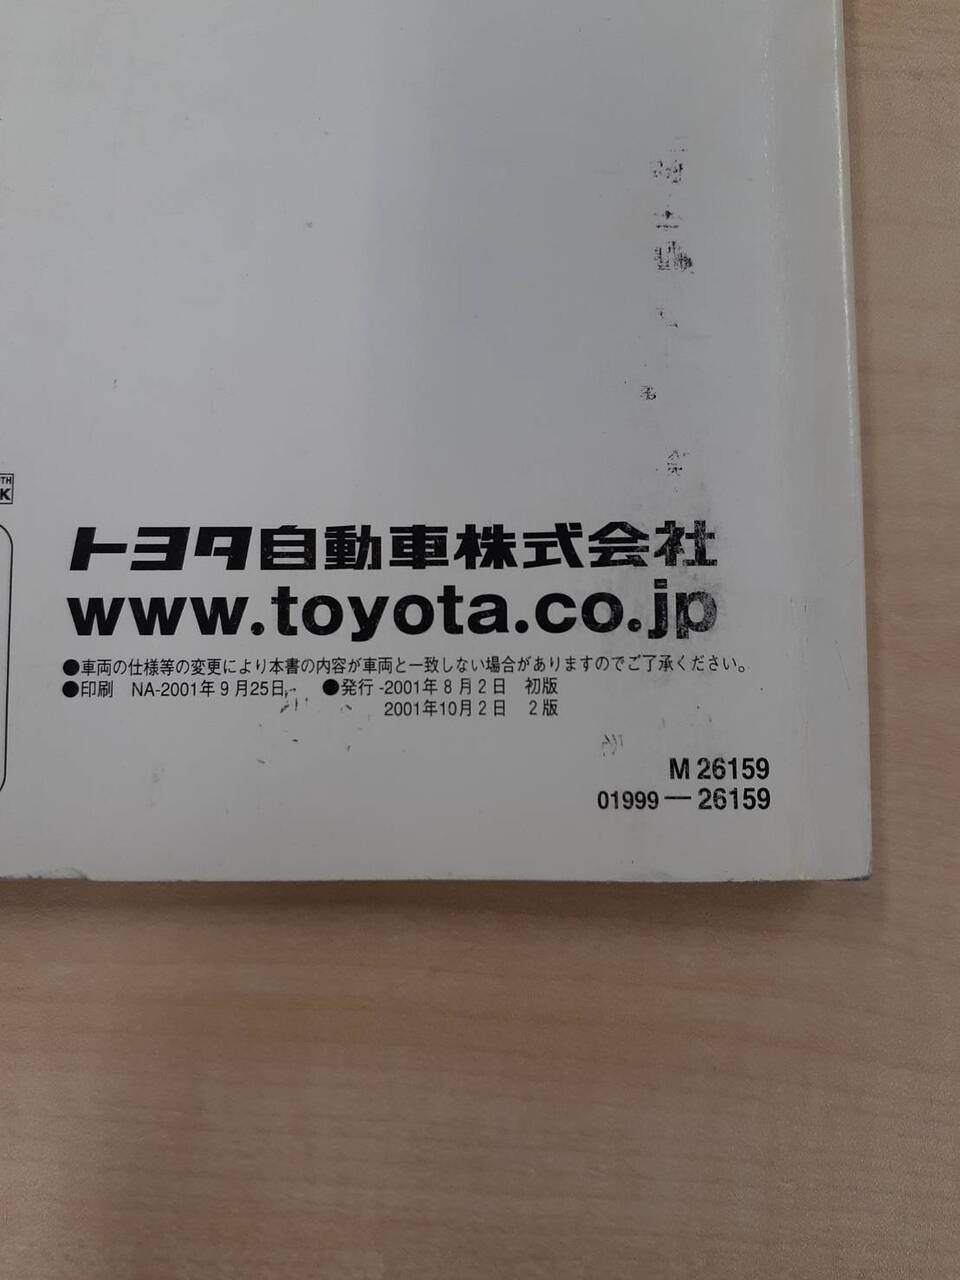 TH
K
トヨタ自動車株式会社
www.toyota.co.jp
●車両の仕様等の変更により本書の内容が車両と一致しない場合がありますのでご了承ください。
●印刷 NA-2001年9月25日 ●発行-2001年8月2日 初版
2001年10月2日 2版
M 26159
01999—26159